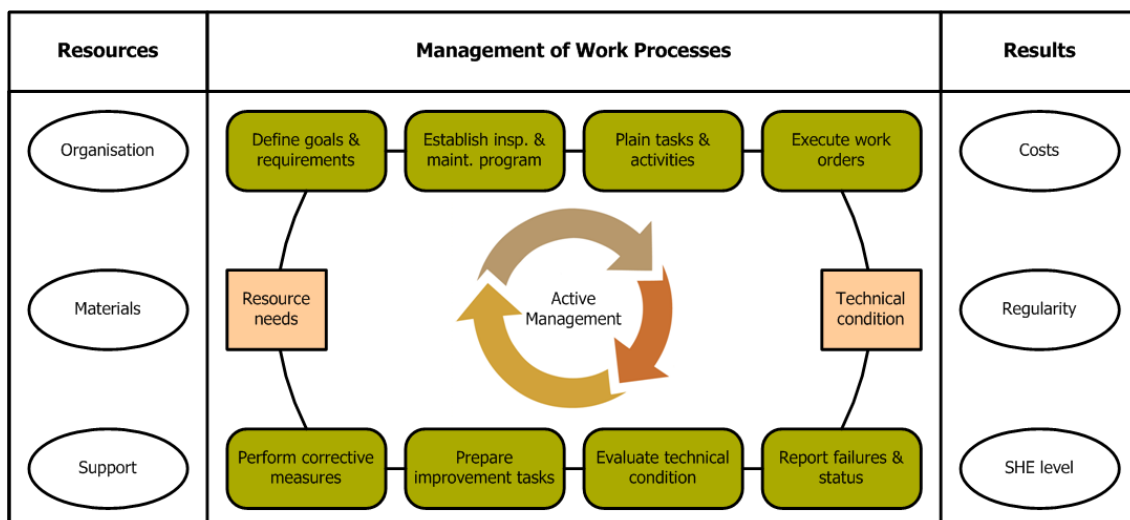 Resources
Management of Work Processes
Results
Organisation
Define goals &
requirements
Establish insp. &
maint. program
Plain tasks &
activities
Execute work
orders
Costs
Materials
Resource
needs
Active
Management
Technical
condition
Regularity
Support
Perform corrective
measures
Prepare
improvement tasks
Evaluate technical
condition
Report failures &
status
SHE level